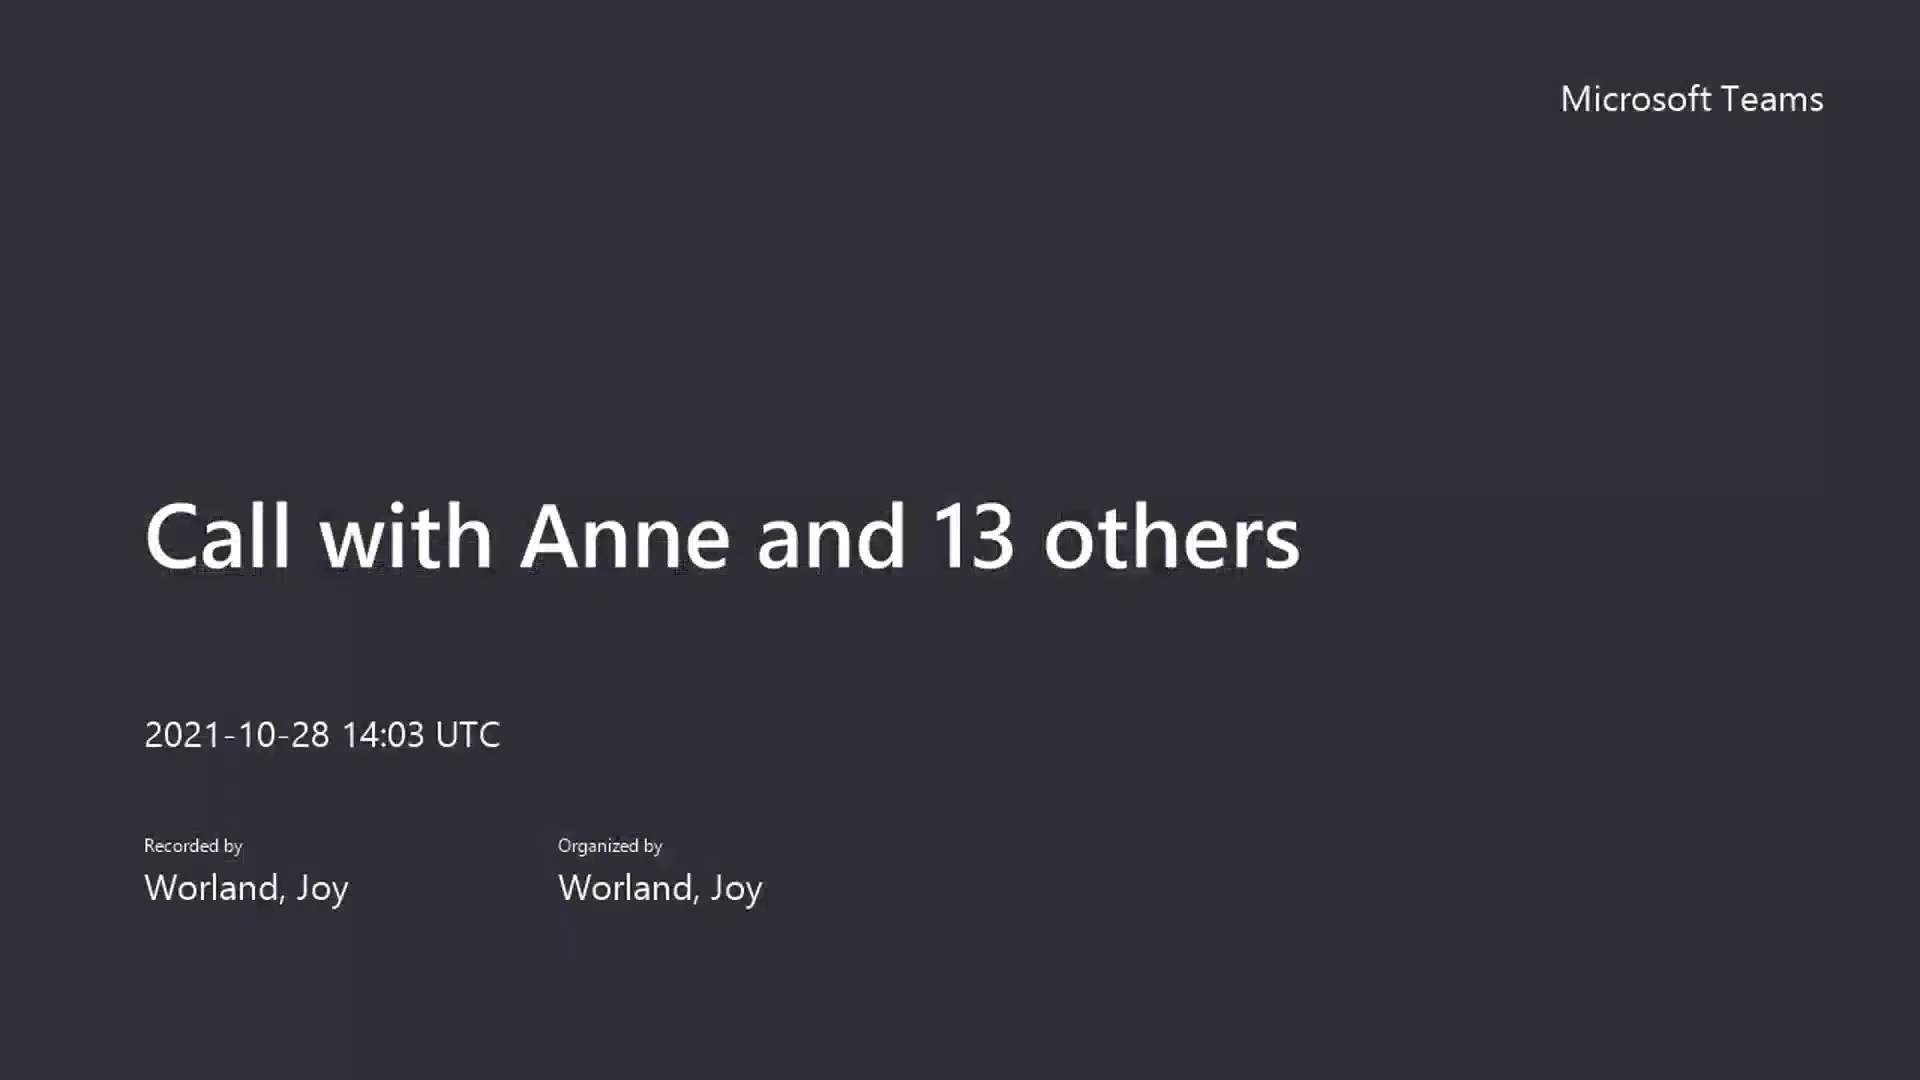 Microsoft Teams
Call with Anne and 13 others
2021-10-28 14:03 UTC
Recorded by
Worland, Joy
Organized by
Worland, Joy